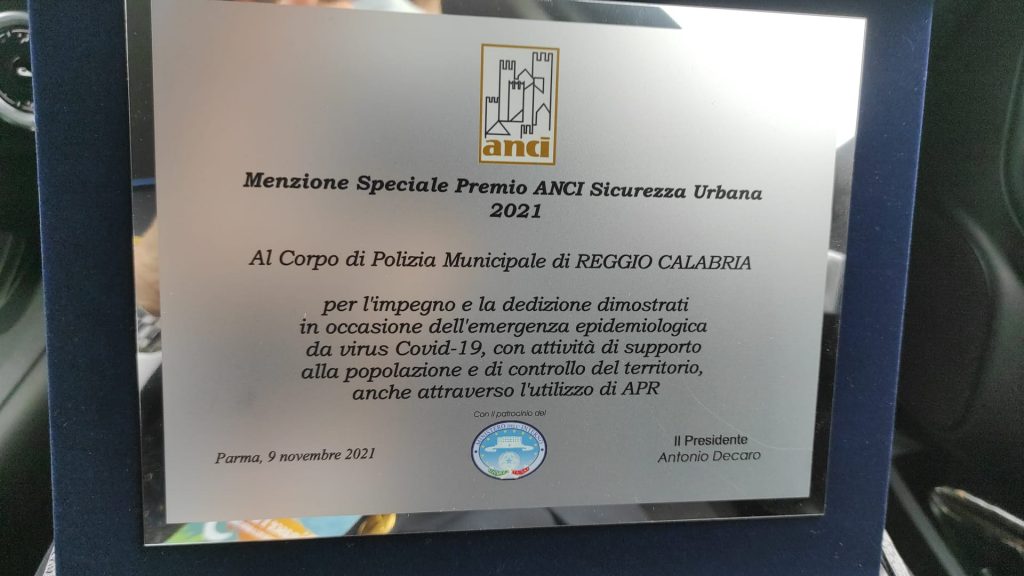 anci
Menzione Speciale Premio ANCI Sicurezza Urbana
2021
Al Corpo di Polizia Municipale di REGGIO CALABRIA
per l'impegno e la dedizione dimostrati
in occasione dell'emergenza epidemiologica
da virus Covid-19, con attività di supporto
alla popolazione e di controllo del territorio,
anche attraverso l'utilizzo di APR
Con il patrocinio del
MINISTERO DELL'INTERNO
Parma, 9 novembre 2021
Il Presidente
Antonio Decaro